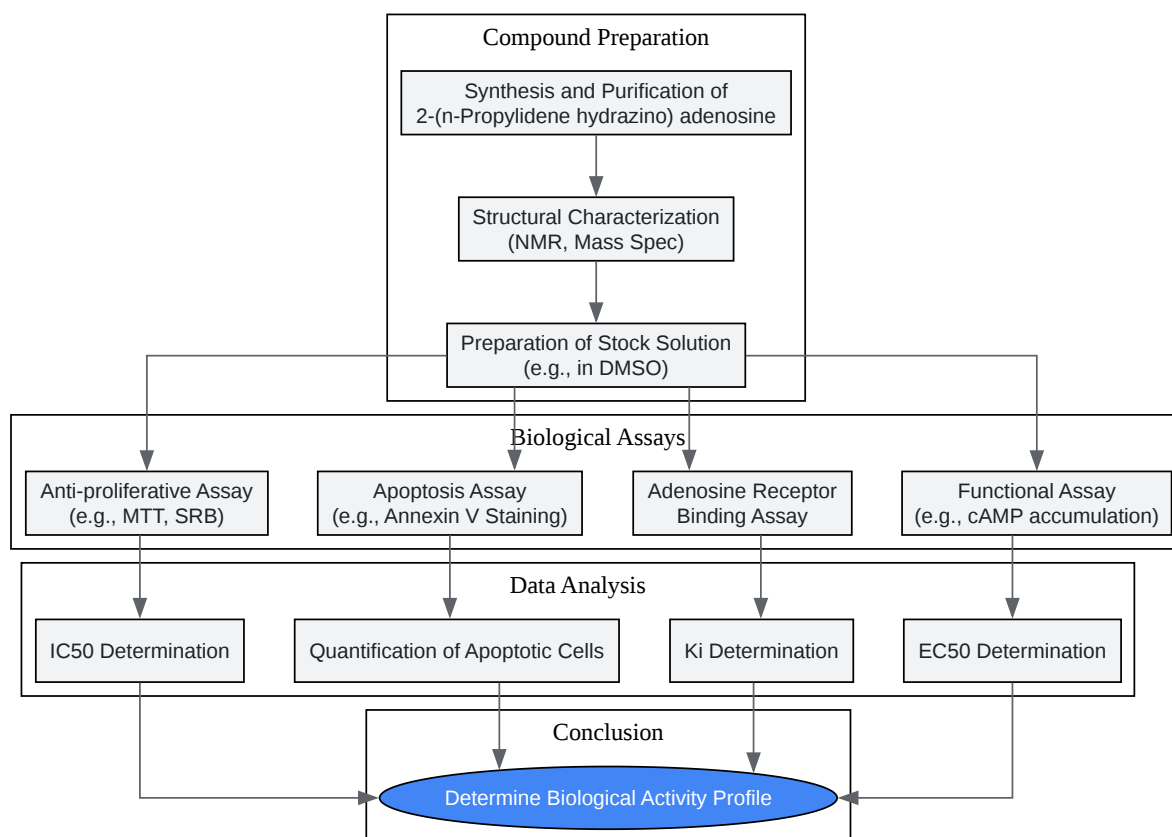 Compound Preparation
Synthesis and Purification of
2-(n-Propylidene hydrazino) adenosine
Structural Characterization
(NMR, Mass Spec)
Preparation of Stock Solution
(e.g., in DMSO)
Biological Assays
Anti-proliferative Assay
(e.g., MTT, SRB)
Apoptosis Assay
(e.g., Annexin V Staining)
Adenosine Receptor
Binding Assay
Functional Assay
(e.g., cAMP accumulation)
Data Analysis
IC50 Determination
Quantification of Apoptotic Cells
Ki Determination
EC50 Determination
Conclusion
Determine Biological Activity Profile